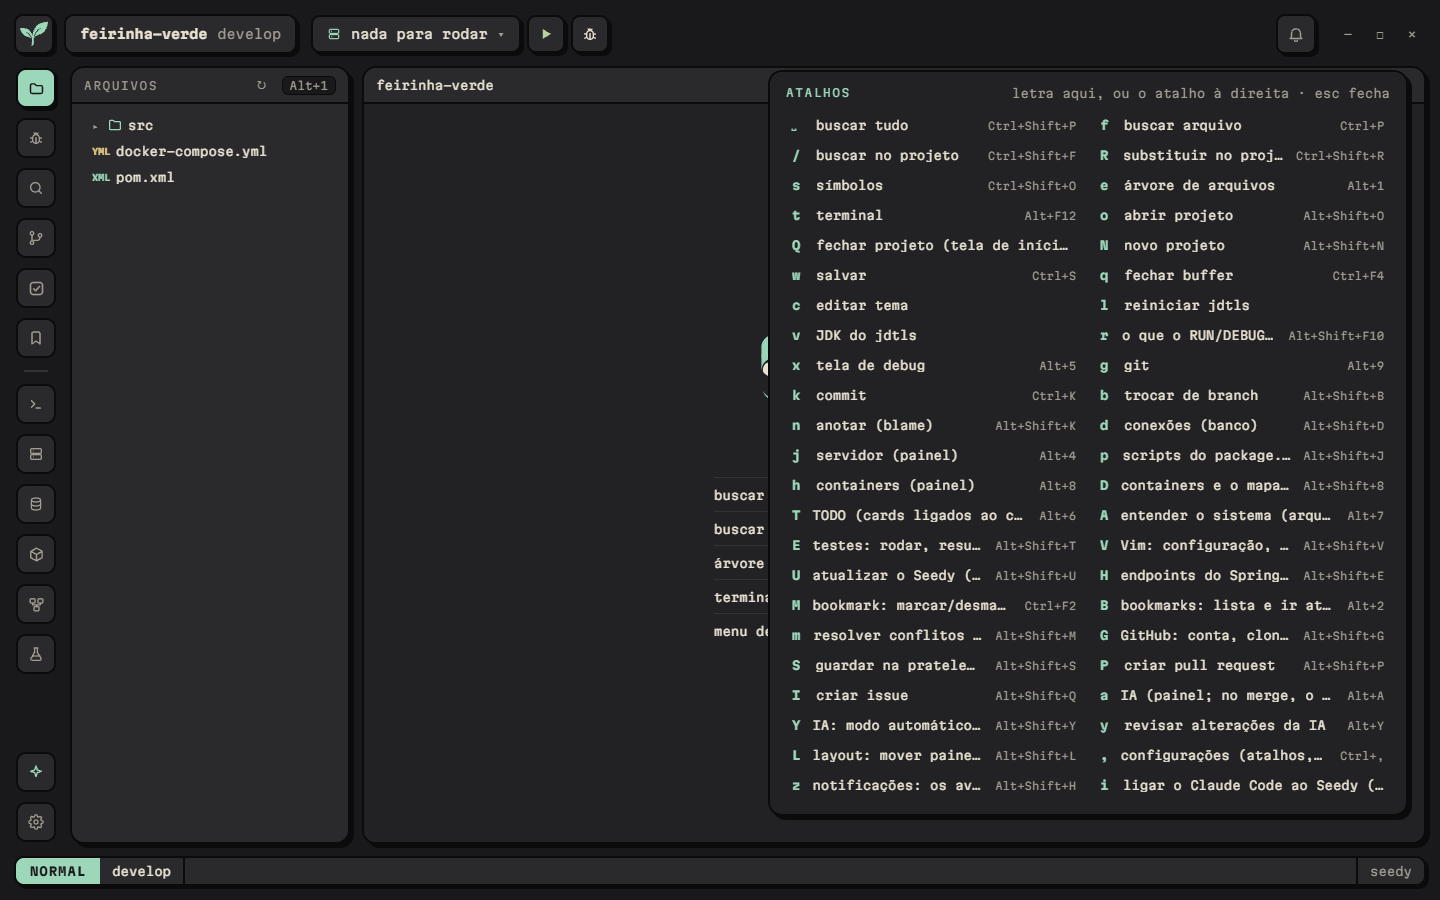 feirinha-verde develop
nada para rodar
ARQUIVOS Alt+1
src
YML docker-compose.yml
XML pom.xml
feirinha-verde
buscar
buscar
árvore
termina
menu de
ATALHOS letra aqui, ou o atalho à direita · esc fecha
␣ buscar tudo Ctrl+Shift+P f buscar arquivo Ctrl+P
/ buscar no projeto Ctrl+Shift+F R substituir no proj… Ctrl+Shift+R
s símbolos Ctrl+Shift+O e árvore de arquivos Alt+1
t terminal Alt+F12 o abrir projeto Alt+Shift+O
Q fechar projeto (tela de iníci… N novo projeto Alt+Shift+N
w salvar Ctrl+S q fechar buffer Ctrl+F4
c editar tema l reiniciar jdtls
v JDK do jdtls r o que o RUN/DEBUG… Alt+Shift+F10
x tela de debug Alt+5 g git Alt+9
k commit Ctrl+K b trocar de branch Alt+Shift+B
n anotar (blame) Alt+Shift+K d conexões (banco) Alt+Shift+D
j servidor (painel) Alt+4 p scripts do package.… Alt+Shift+J
h containers (painel) Alt+8 D containers e o mapa… Alt+Shift+8
T TODO (cards ligados ao c… Alt+6 A entender o sistema (arqu… Alt+7
E testes: rodar, resu… Alt+Shift+T V Vim: configuração, … Alt+Shift+V
U atualizar o Seedy (… Alt+Shift+U H endpoints do Spring… Alt+Shift+E
M bookmark: marcar/desma… Ctrl+F2 B bookmarks: lista e ir at… Alt+2
m resolver conflitos … Alt+Shift+M G GitHub: conta, clon… Alt+Shift+G
S guardar na pratele… Alt+Shift+S P criar pull request Alt+Shift+P
I criar issue Alt+Shift+Q a IA (painel; no merge, o … Alt+A
Y IA: modo automático… Alt+Shift+Y y revisar alterações da IA Alt+Y
L layout: mover paine… Alt+Shift+L , configurações (atalhos,… Ctrl+,
z notificações: os av… Alt+Shift+H i ligar o Claude Code ao Seedy (…
NORMAL develop seedy